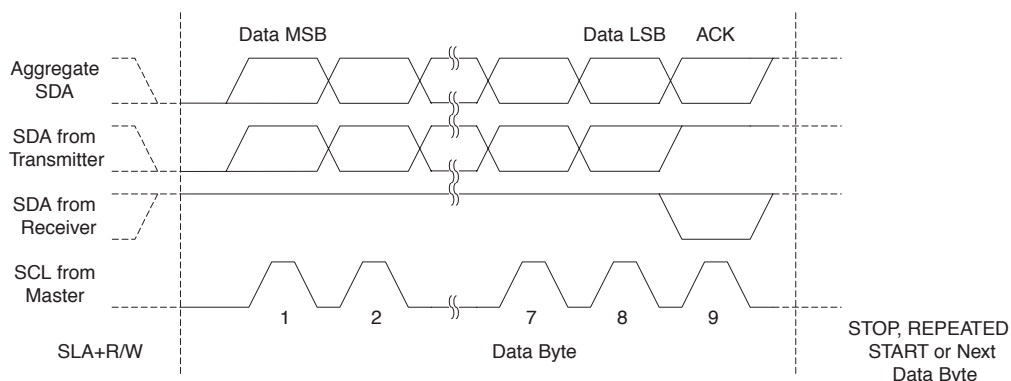 Data MSB
Data LSB
ACK
Aggregate
SDA
SDA from
Transmitter
SDA from
Receiver
SCL from
Master
1
2
7
8
9
SLA+R/W
Data Byte
STOP, REPEATED
START or Next
Data Byte